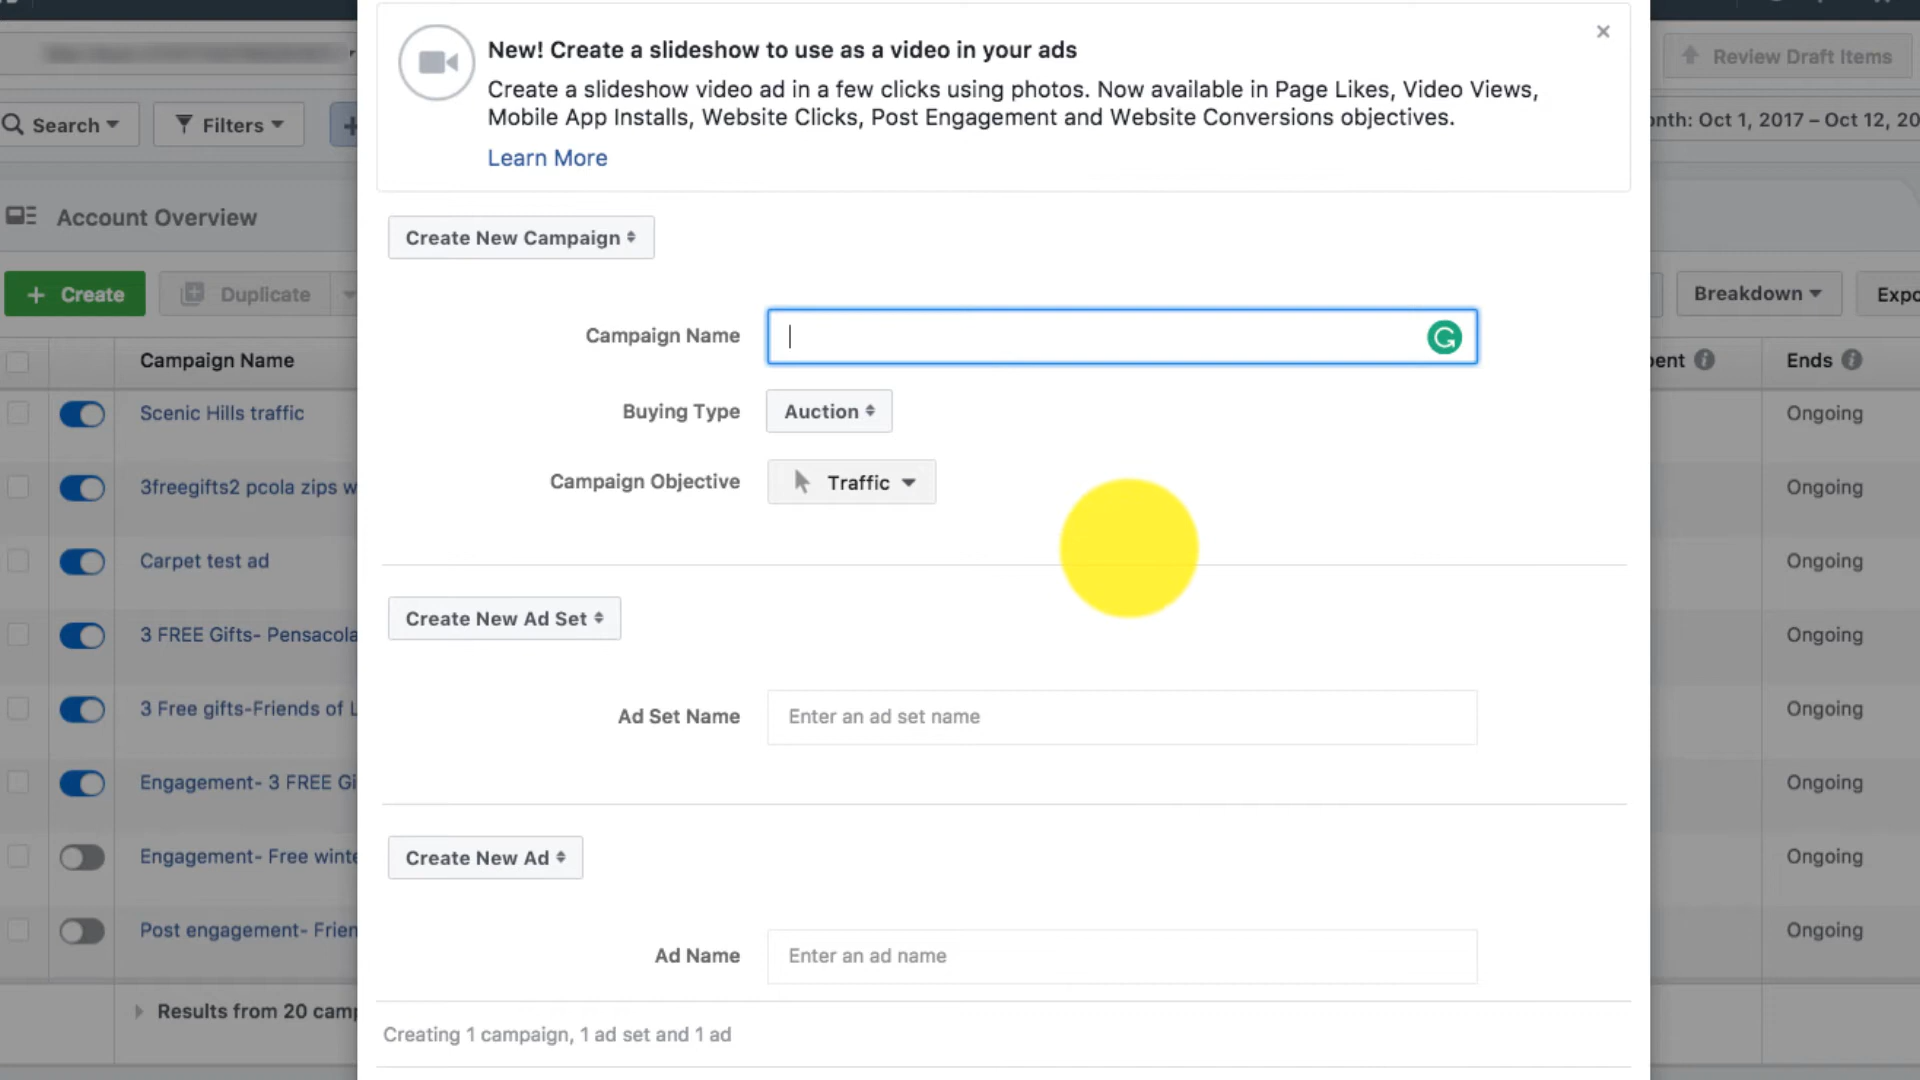 New! Create a slideshow to use as a video in your ads
Create a slideshow video ad in a few clicks using photos. Now available in Page Likes, Video Views,
Mobile App Installs, Website Clicks, Post Engagement and Website Conversions objectives.
Learn More
Review Draft Items
Search
Filters
Oct 1, 2017 – Oct 12, 20
Account Overview
Create New Campaign
+ Create
Duplicate
Breakdown
Campaign Name
Auction
Buying Type
Campaign Objective
Traffic
Create New Ad Set
Ad Set Name
Enter an ad set name
Create New Ad
Ad Name
Enter an ad name
Creating 1 campaign, 1 ad set and 1 ad
Campaign Name
Ends
Scenic Hills traffic
Ongoing
3freegifts2 pcola zips w
Ongoing
Carpet test ad
Ongoing
3 FREE Gifts- Pensacola
Ongoing
3 Free gifts-Friends of L
Ongoing
Engagement- 3 FREE Gi
Ongoing
Engagement- Free winte
Ongoing
Post engagement- Frien
Ongoing
Results from 20 camp